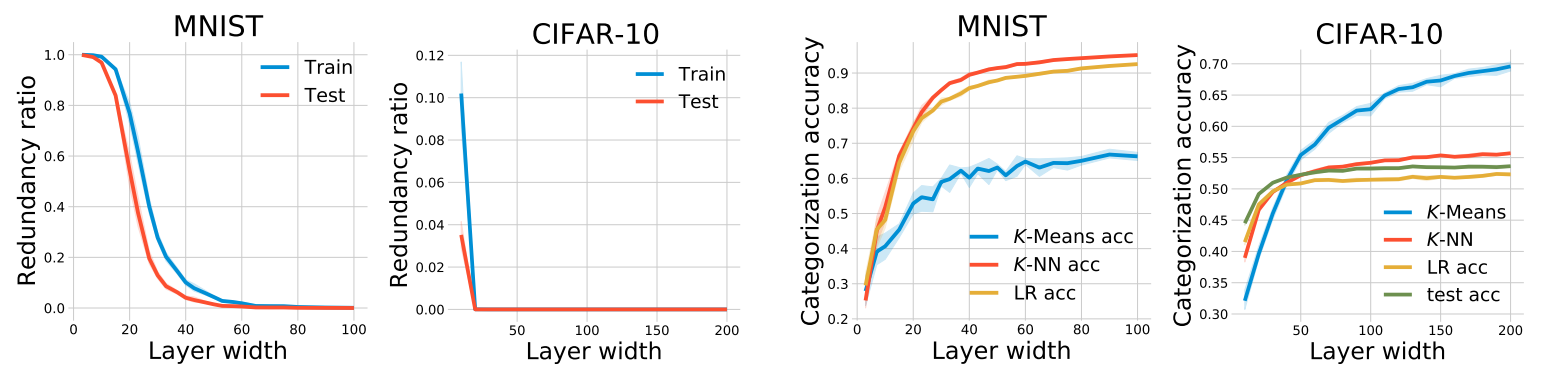 MNIST
Redundancy ratio
1.0
0.8
0.6
0.4
0.2
0.0
Train
Test
0 20 40 60 80 100
Layer width
CIFAR-10
Redundancy ratio
0.12
0.10
0.08
0.06
0.04
0.02
0.00
Train
Test
50 100 150 200
Layer width
MNIST
Categorization accuracy
0.9
0.8
0.7
0.6
0.5
0.4
0.3
0.2
K-Means acc
K-NN acc
LR acc
0 20 40 60 80 100
Layer width
CIFAR-10
Categorization accuracy
0.70
0.65
0.60
0.55
0.50
0.45
0.40
0.35
0.30
K-Means
K-NN
LR acc
test acc
50 100 150 200
Layer width